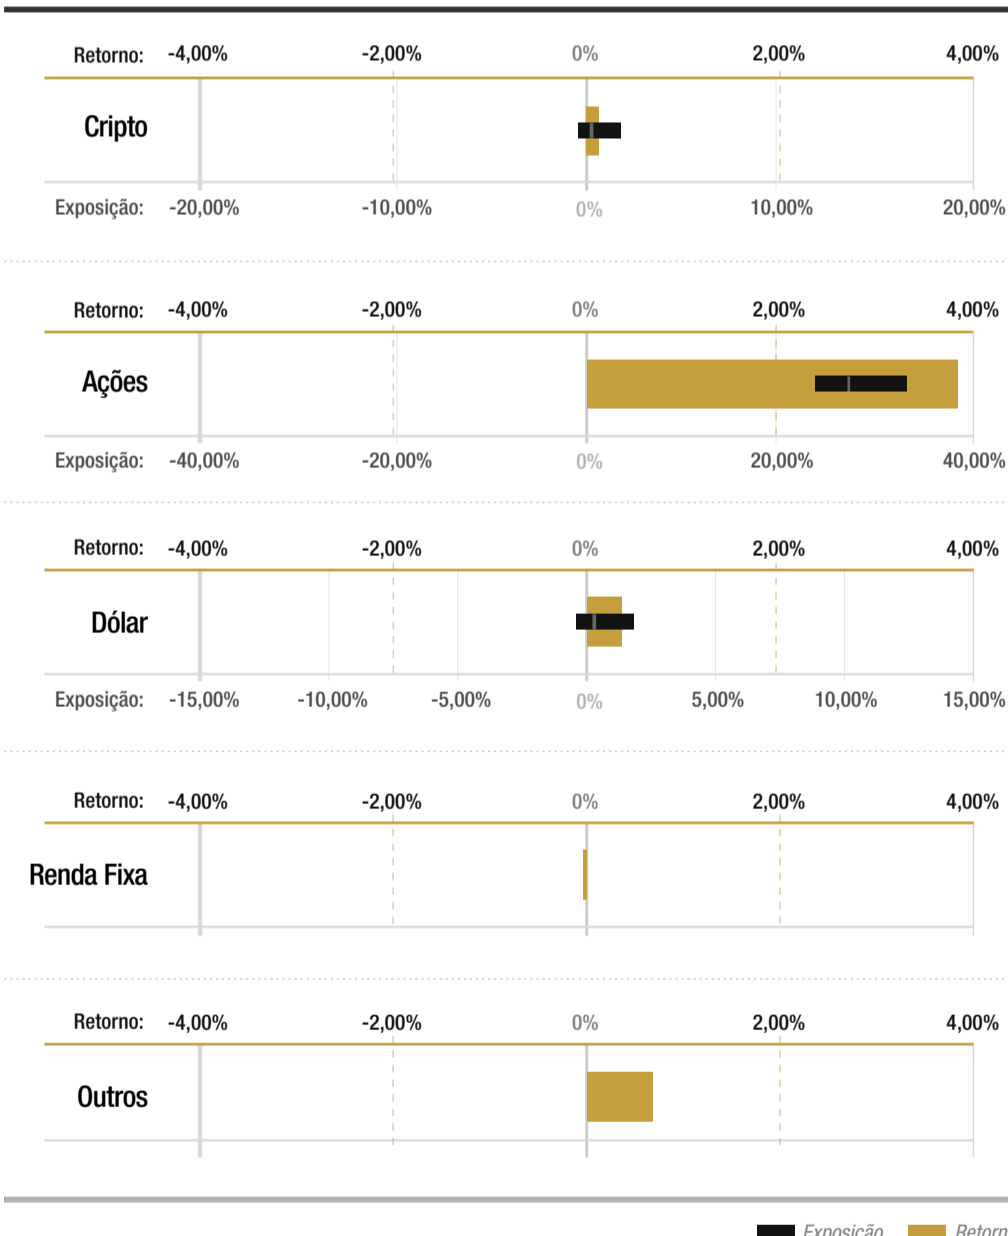 Retorno: -4,00% -2,00% 0% 2,00% 4,00%
Cripto
Exposição: -20,00% -10,00% 0% 10,00% 20,00%
Retorno: -4,00% -2,00% 0% 2,00% 4,00%
Ações
Exposição: -40,00% -20,00% 0% 20,00% 40,00%
Retorno: -4,00% -2,00% 0% 2,00% 4,00%
Dólar
Exposição: -15,00% -10,00% -5,00% 0% 5,00% 10,00% 15,00%
Retorno: -4,00% -2,00% 0% 2,00% 4,00%
Renda Fixa
Retorno: -4,00% -2,00% 0% 2,00% 4,00%
Outros
Exposição Retorn